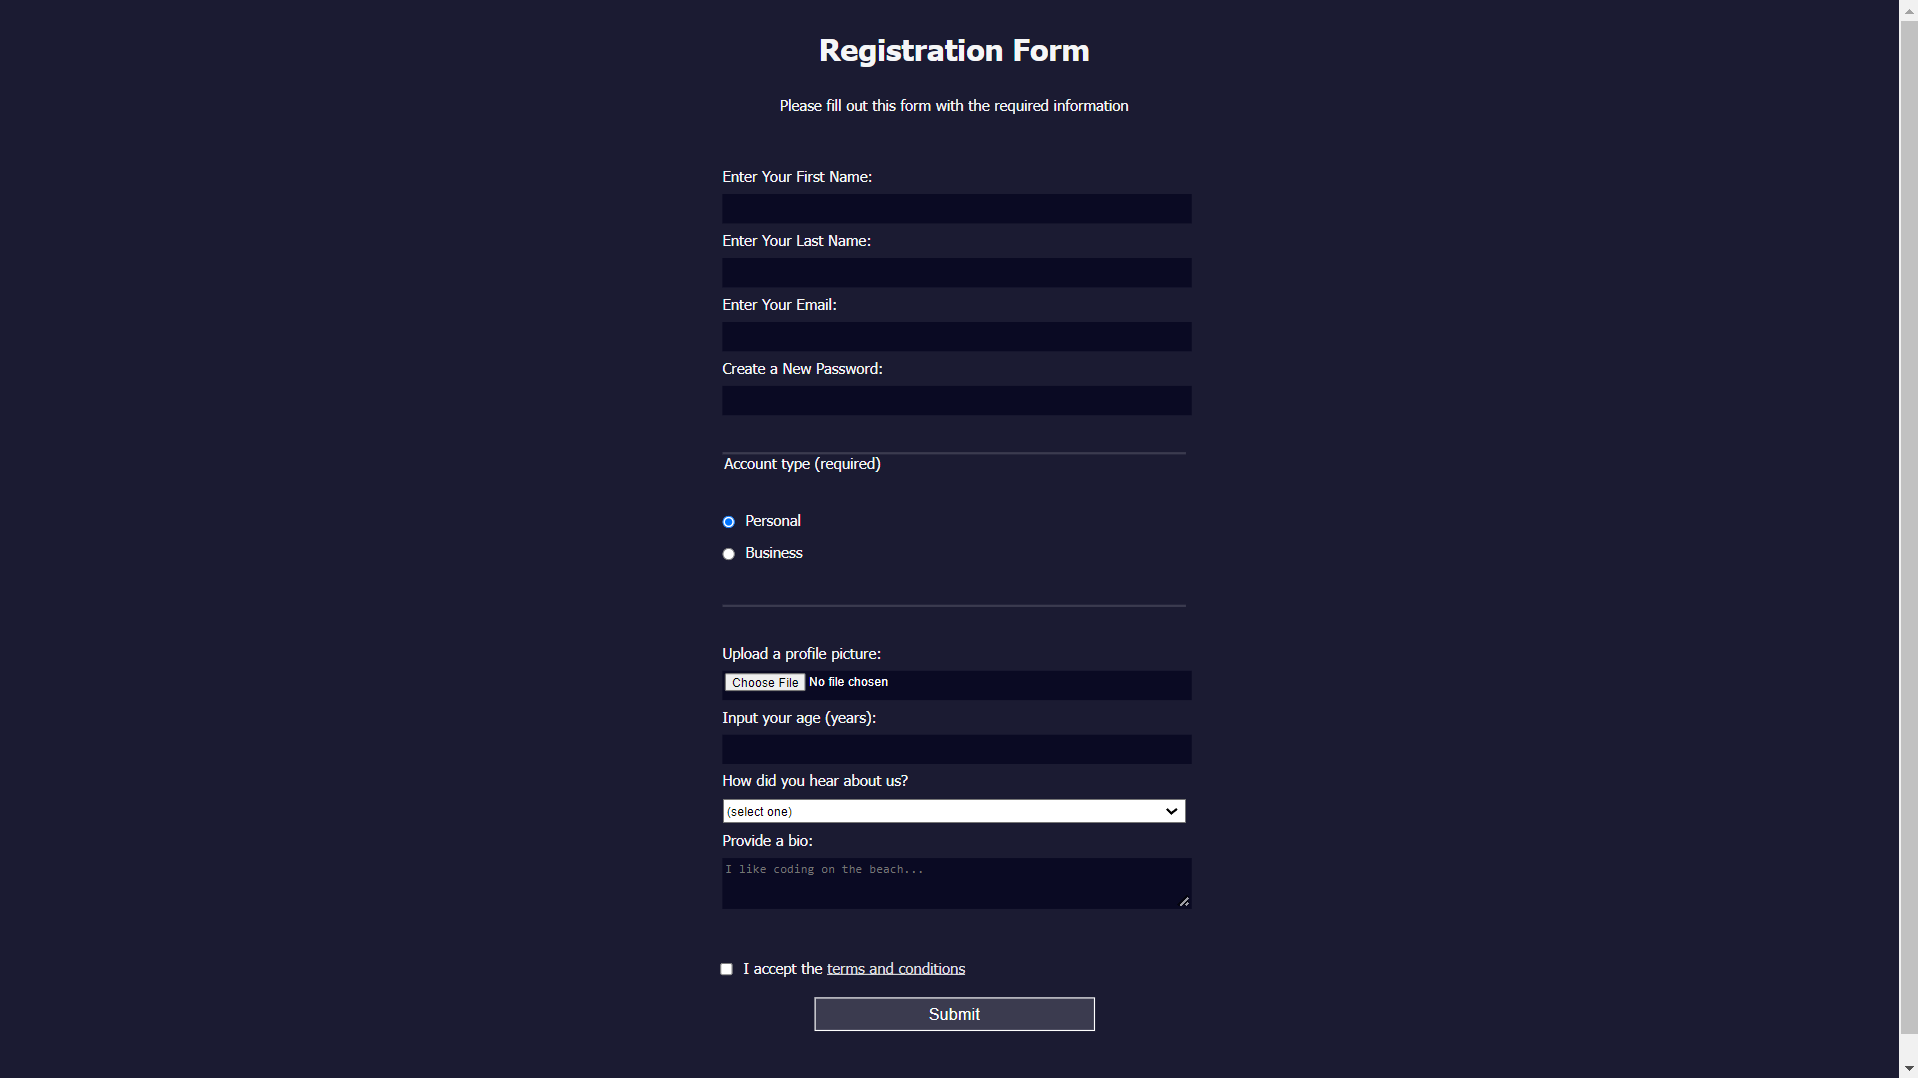 Registration Form
Please fill out this form with the required information
Enter Your First Name:
Enter Your Last Name:
Enter Your Email:
Create a New Password:
Account type (required)
Personal
Business
Upload a profile picture:
Choose File No file chosen
Input your age (years):
How did you hear about us?
(select one)
Provide a bio:
I like coding on the beach...
I accept the terms and conditions
Submit